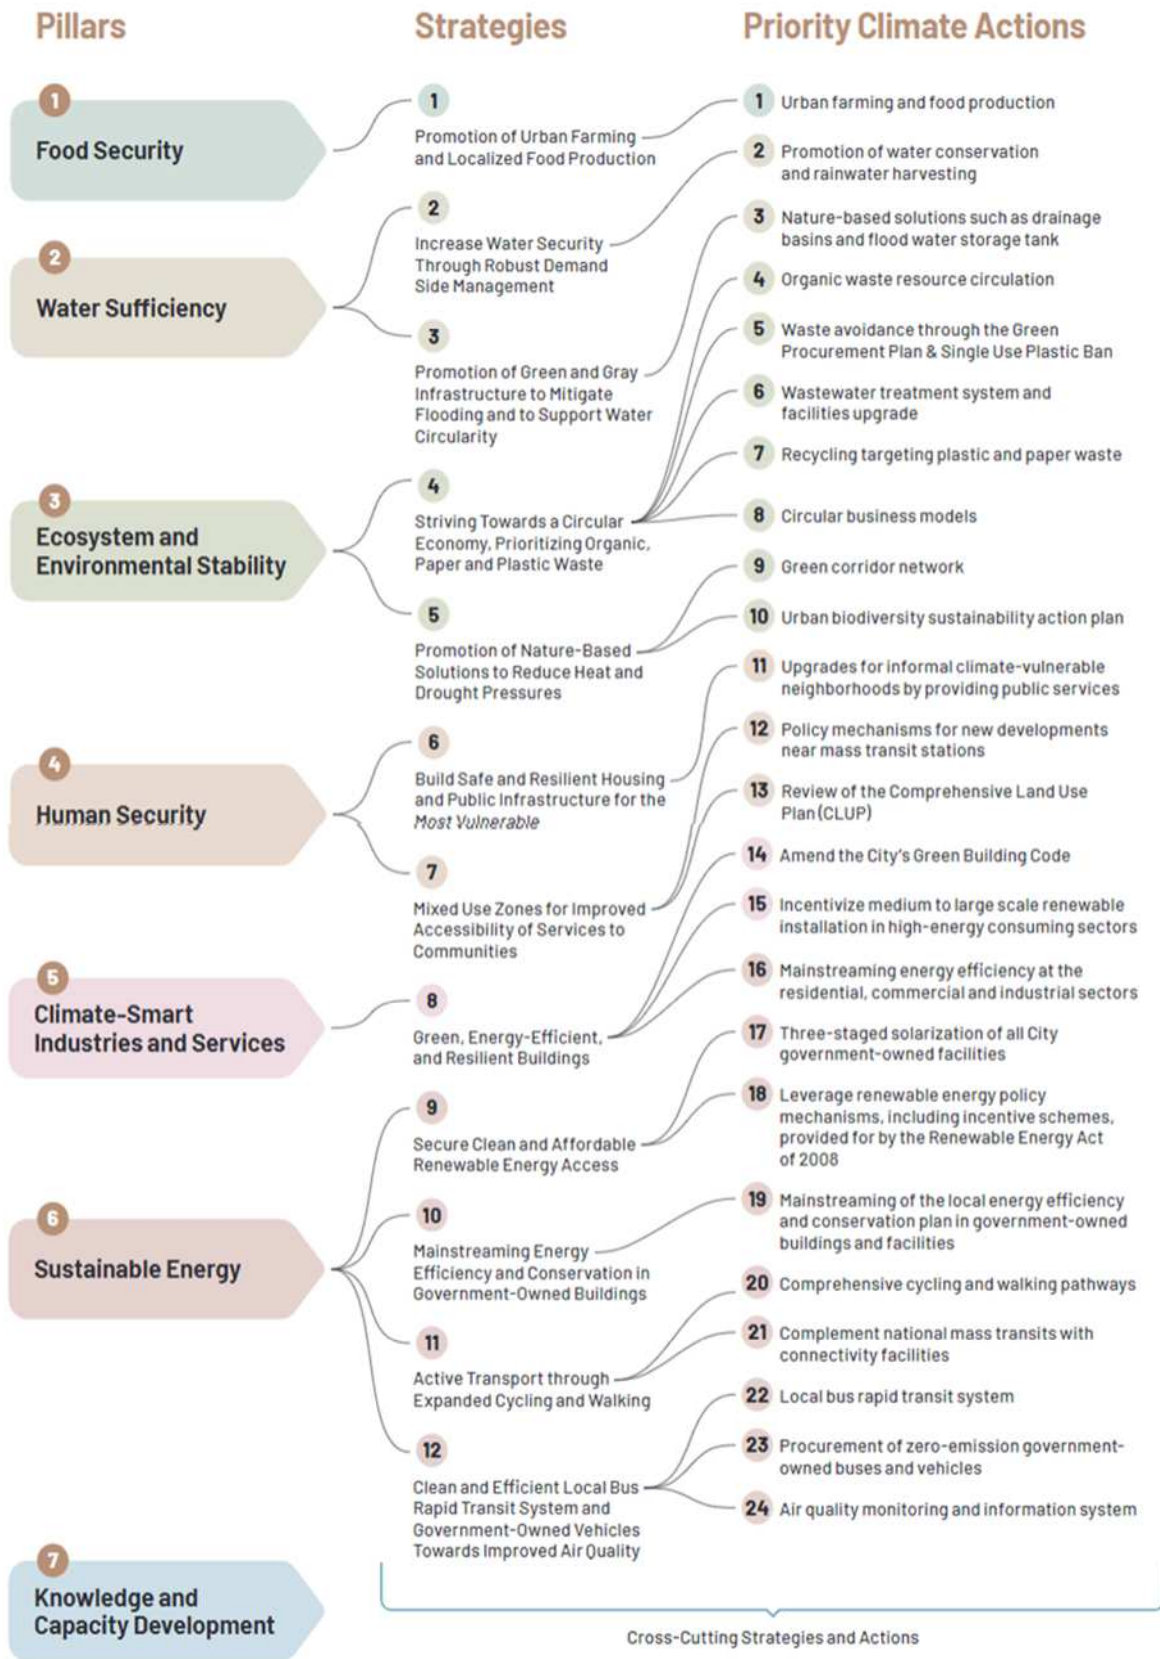 Pillars
Strategies
Priority Climate Actions
1
Food Security
2
Water Sufficiency
3
Ecosystem and
Environmental Stability
4
Human Security
5
Climate-Smart
Industries and Services
6
Sustainable Energy
7
Knowledge and
Capacity Development
1
Promotion of Urban Farming
and Localized Food Production
2
Increase Water Security
Through Robust Demand
Side Management
3
Promotion of Green and Gray
Infrastructure to Mitigate
Flooding and to Support Water
Circularity
4
Striving Towards a Circular
Economy, Prioritizing Organic,
Paper and Plastic Waste
5
Promotion of Nature-Based
Solutions to Reduce Heat and
Drought Pressures
6
Build Safe and Resilient Housing
and Public Infrastructure for the
Most Vulnerable
7
Mixed Use Zones for Improved
Accessibility of Services to
Communities
8
Green, Energy-Efficient,
and Resilient Buildings
9
Secure Clean and Affordable
Renewable Energy Access
10
Mainstreaming Energy
Efficiency and Conservation in
Government-Owned Buildings
11
Active Transport through
Expanded Cycling and Walking
12
Clean and Efficient Local Bus
Rapid Transit System and
Government-Owned Vehicles
Towards Improved Air Quality
1 Urban farming and food production
2 Promotion of water conservation
and rainwater harvesting
3 Nature-based solutions such as drainage
basins and flood water storage tank
4 Organic waste resource circulation
5 Waste avoidance through the Green
Procurement Plan & Single Use Plastic Ban
6 Wastewater treatment system and
facilities upgrade
7 Recycling targeting plastic and paper waste
8 Circular business models
9 Green corridor network
10 Urban biodiversity sustainability action plan
11 Upgrades for informal climate-vulnerable
neighborhoods by providing public services
12 Policy mechanisms for new developments
near mass transit stations
13 Review of the Comprehensive Land Use
Plan (CLUP)
14 Amend the City's Green Building Code
15 Incentivize medium to large scale renewable
installation in high-energy consuming sectors
16 Mainstreaming energy efficiency at the
residential, commercial and industrial sectors
17 Three-staged solarization of all City
government-owned facilities
18 Leverage renewable energy policy
mechanisms, including incentive schemes,
provided for by the Renewable Energy Act
of 2008
19 Mainstreaming of the local energy efficiency
and conservation plan in government-owned
buildings and facilities
20 Comprehensive cycling and walking pathways
21 Complement national mass transits with
connectivity facilities
22 Local bus rapid transit system
23 Procurement of zero-emission government-
owned buses and vehicles
24 Air quality monitoring and information system
Cross-Cutting Strategies and Actions